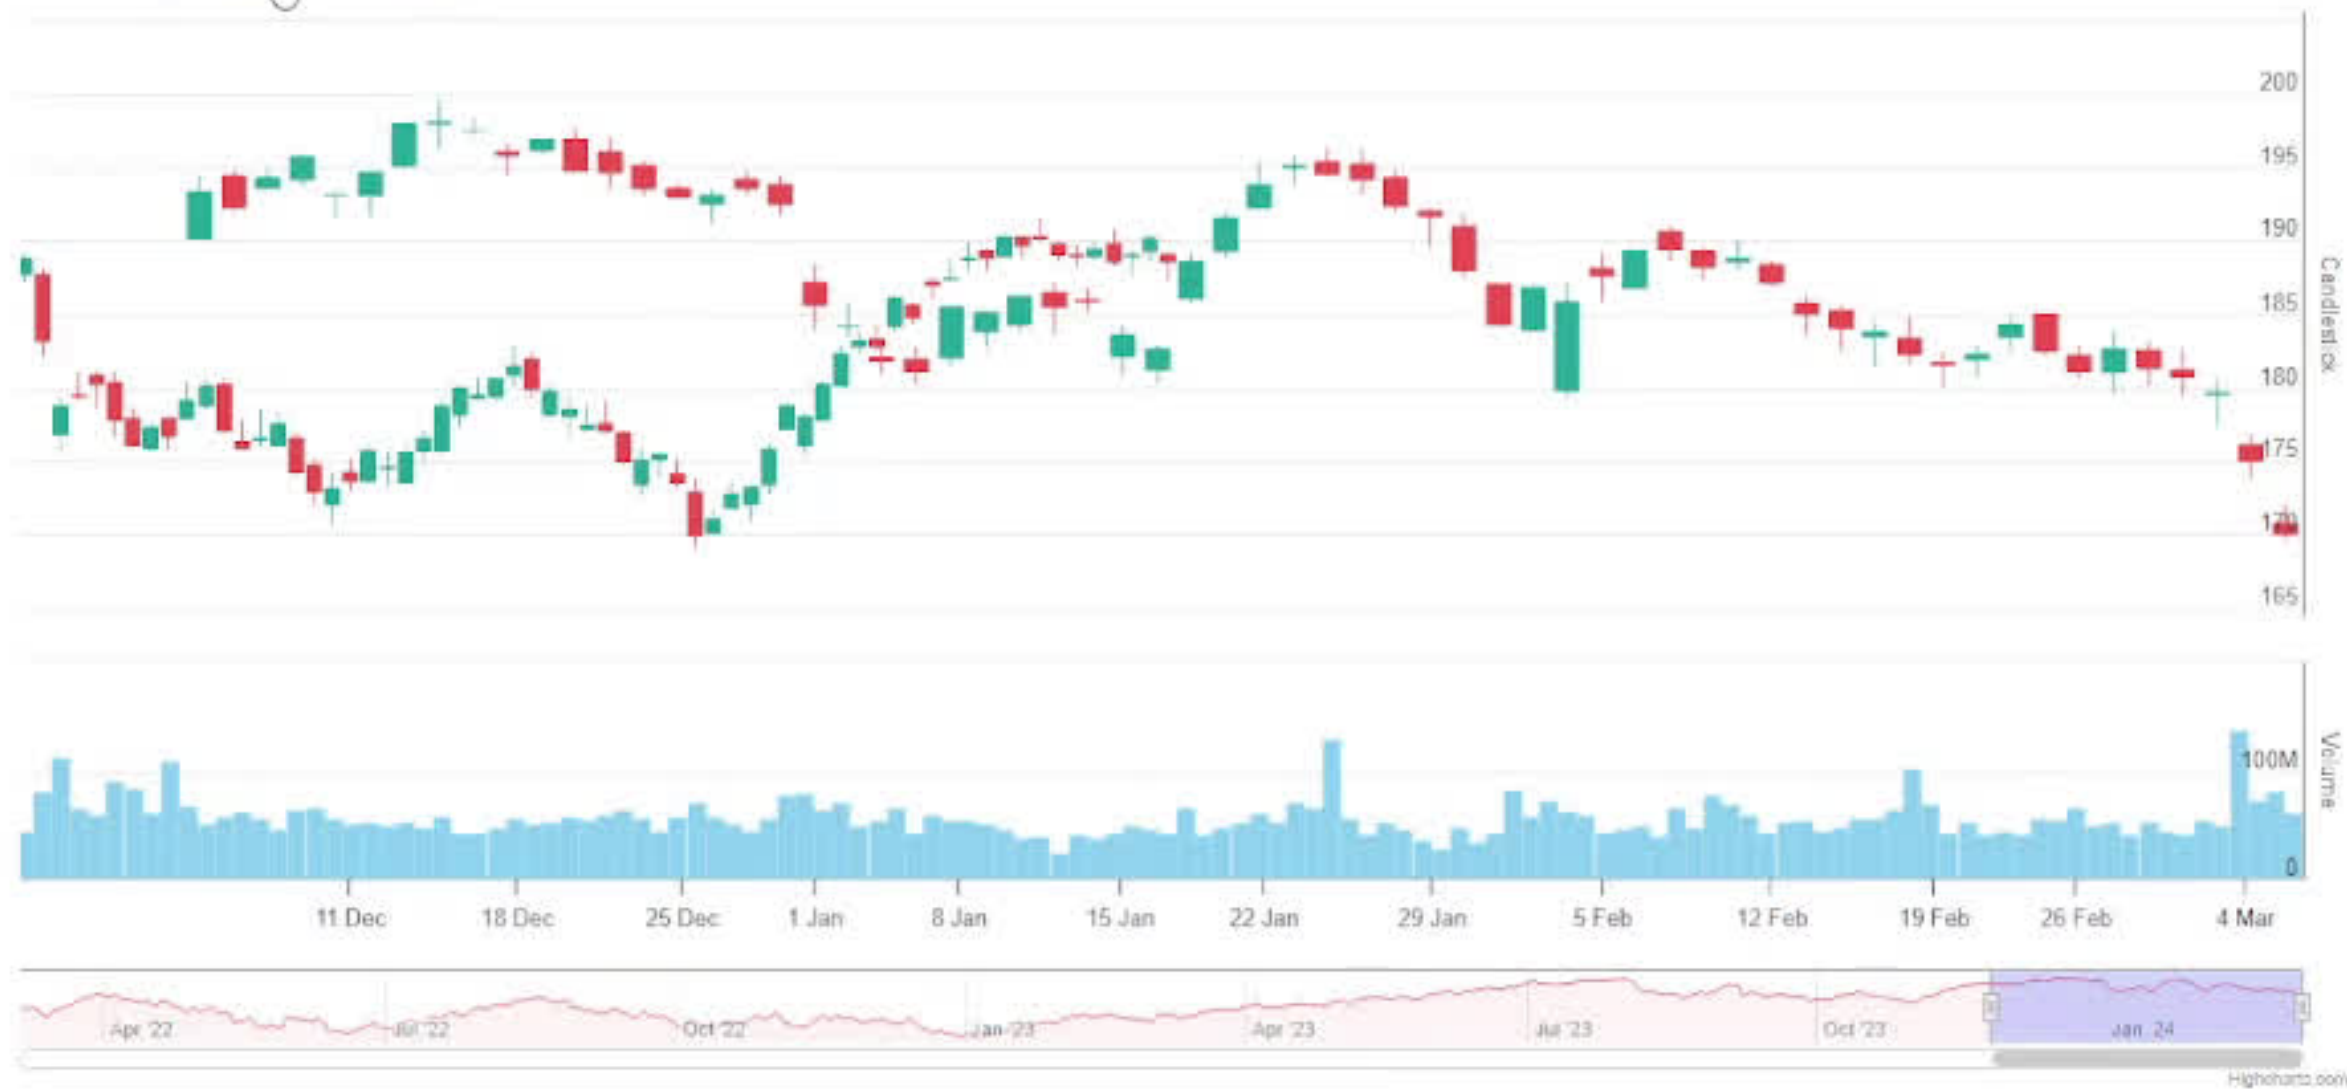 200
195
190
185
180
175
170
165
Candlestick
100M
0
Volume
11 Dec 18 Dec 25 Dec 1 Jan 8 Jan 15 Jan 22 Jan 29 Jan 5 Feb 12 Feb 19 Feb 26 Feb 4 Mar
Apr '22 Jul '22 Oct '22 Jan '23 Apr '23 Jul '23 Oct '23 Jan '24
Highcharts.com